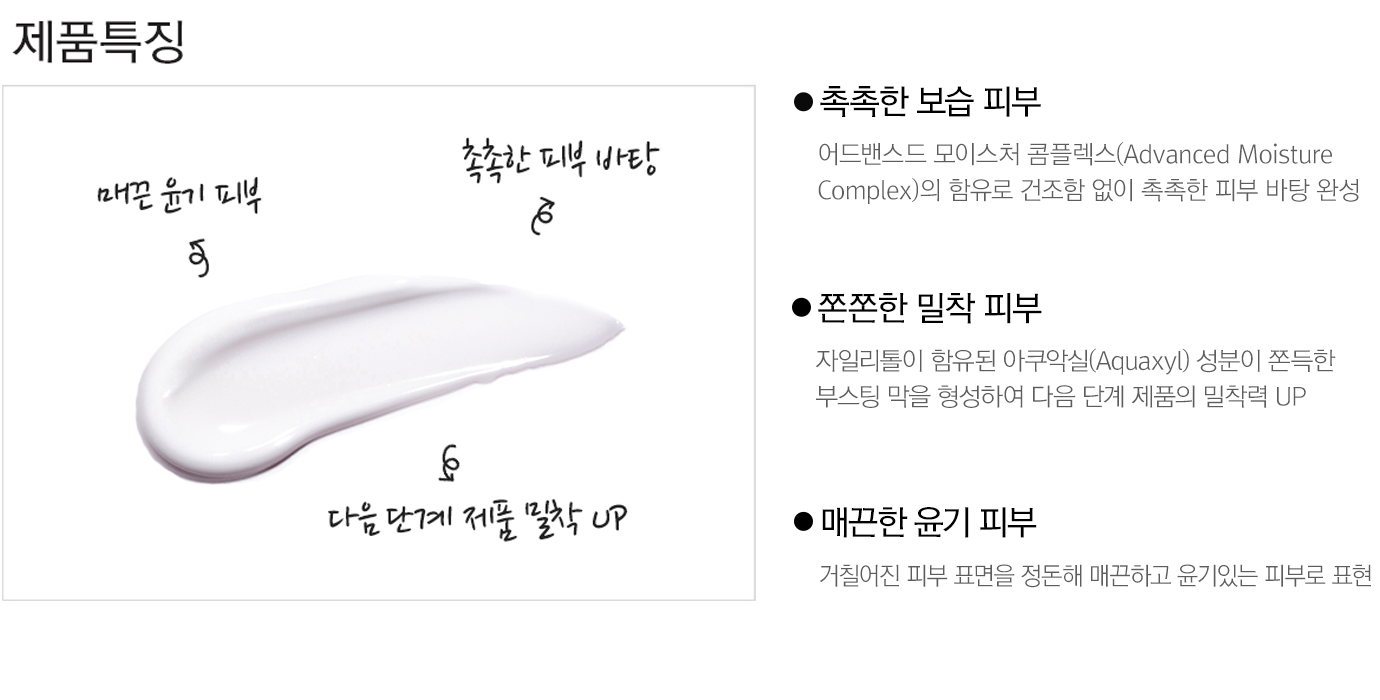 제품특징
촉촉한 피부 바탕
매끈 윤기 피부
다음 단계 제품 밀착 UP
● 촉촉한 보습 피부
어드밴스드 모이스처 콤플렉스(Advanced Moisture
Complex)의 함유로 건조함 없이 촉촉한 피부 바탕 완성
● 쫀쫀한 밀착 피부
자일리톨이 함유된 아쿠악실(Aquaxyl) 성분이 쫀득한
부스팅 막을 형성하여 다음 단계 제품의 밀착력 UP
● 매끈한 윤기 피부
거칠어진 피부 표면을 정돈해 매끈하고 윤기있는 피부로 표현